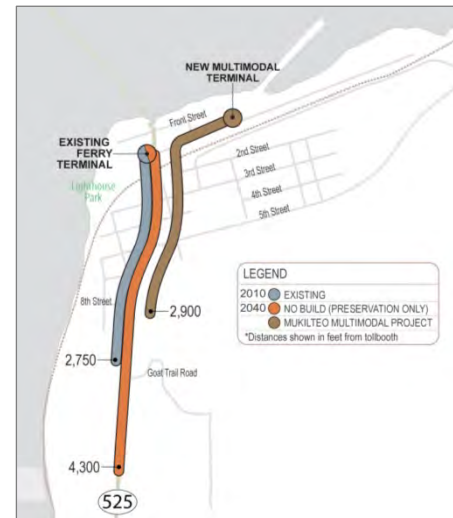 NEW MULTIMODAL
TERMINAL
Front Street
EXISTING
FERRY
TERMINAL
2nd Street
3rd Street
4th Street
5th Street
Lighthouse
Park
LEGEND
2010 EXISTING
2040 NO BUILD (PRESERVATION ONLY)
MUKILTEO MULTIMODAL PROJECT
*Distances shown in feet from tollbooth
8th Street
2,900
2,750
Goat Trail Road
4,300
525